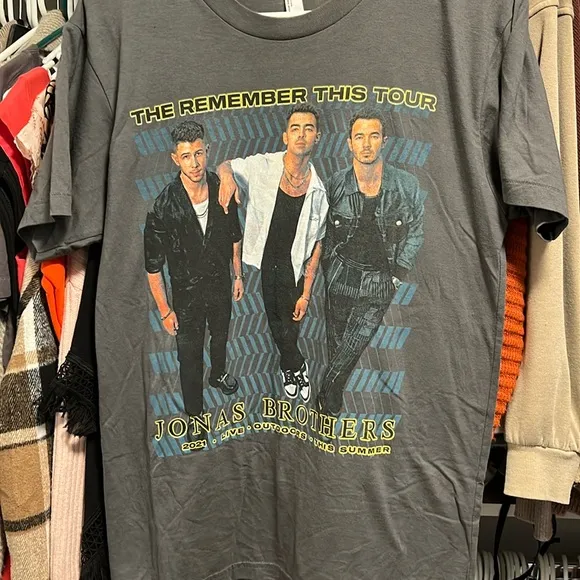 THE REMEMBER THIS TOUR
JONAS BROTHERS
2021 • LIVE • OUTDOORS • THIS SUMMER